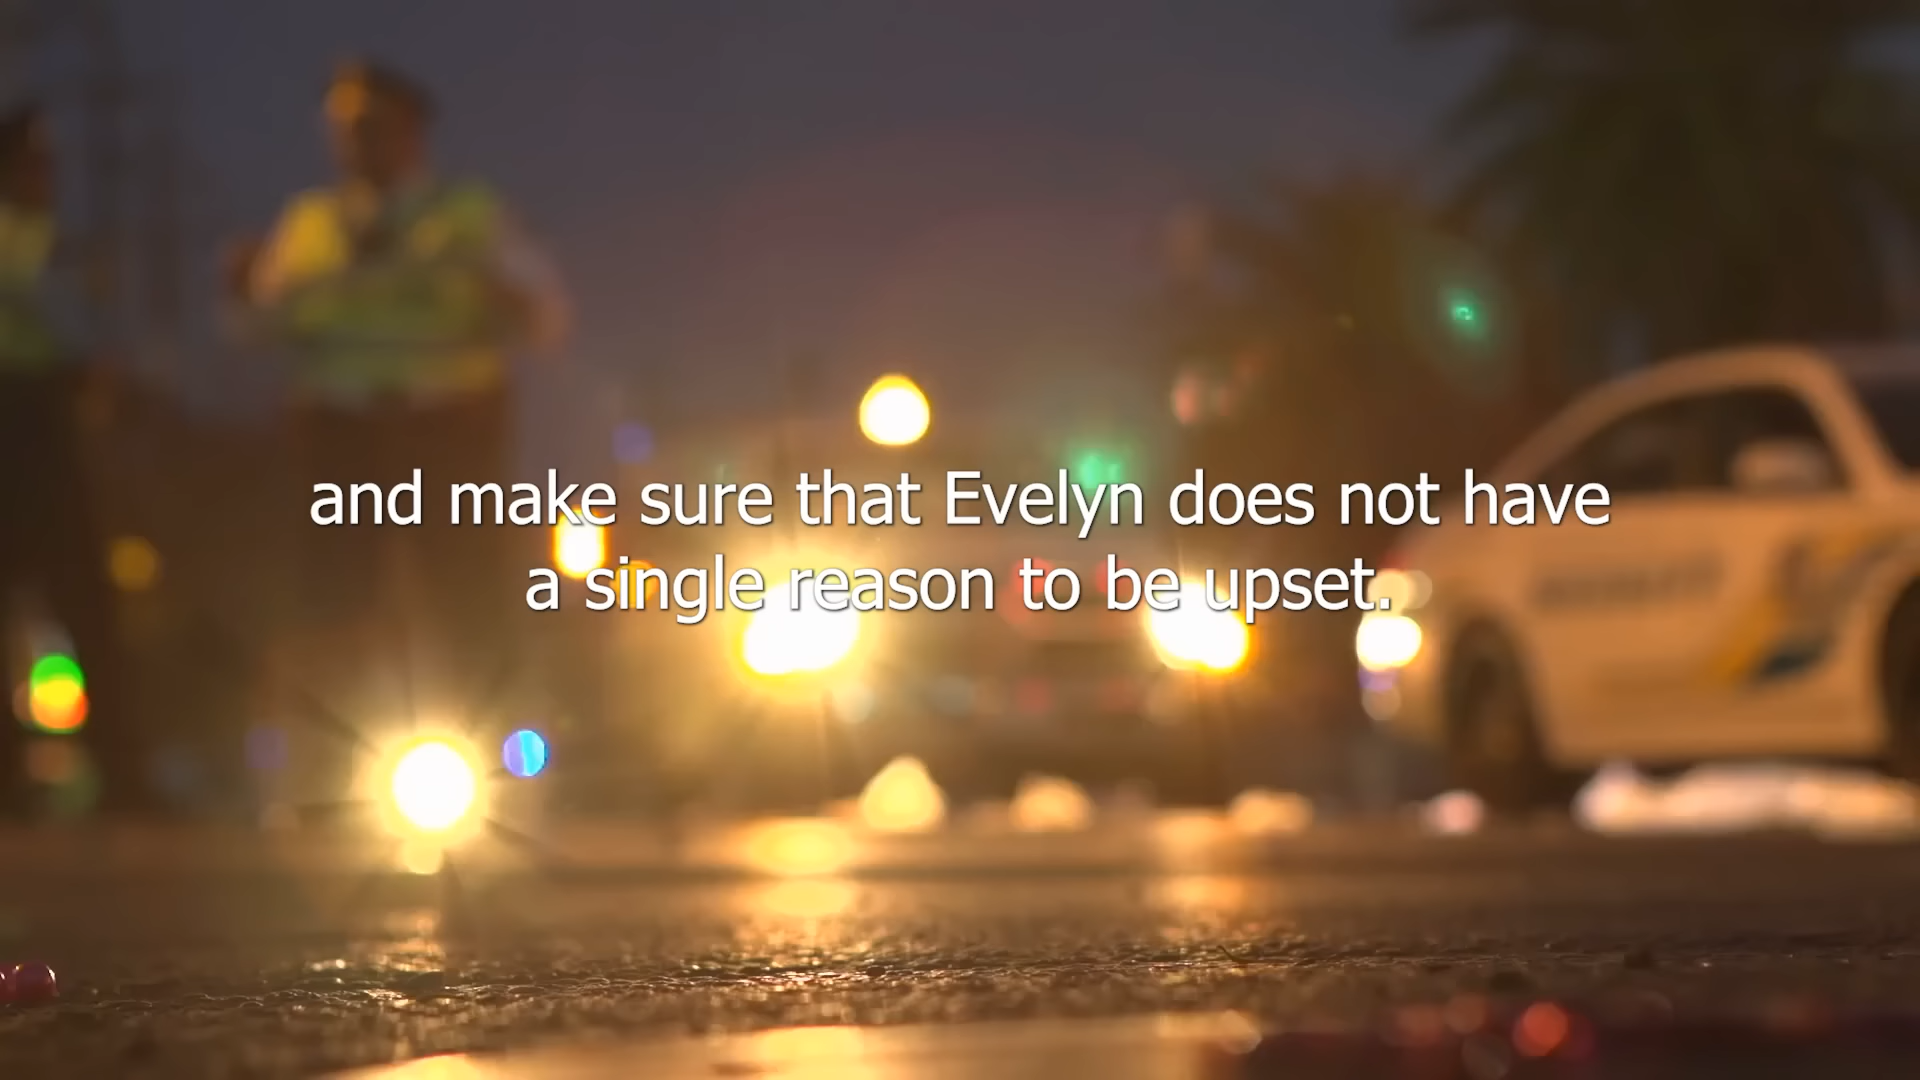 and make sure that Evelyn does not have
a single reason to be upset.